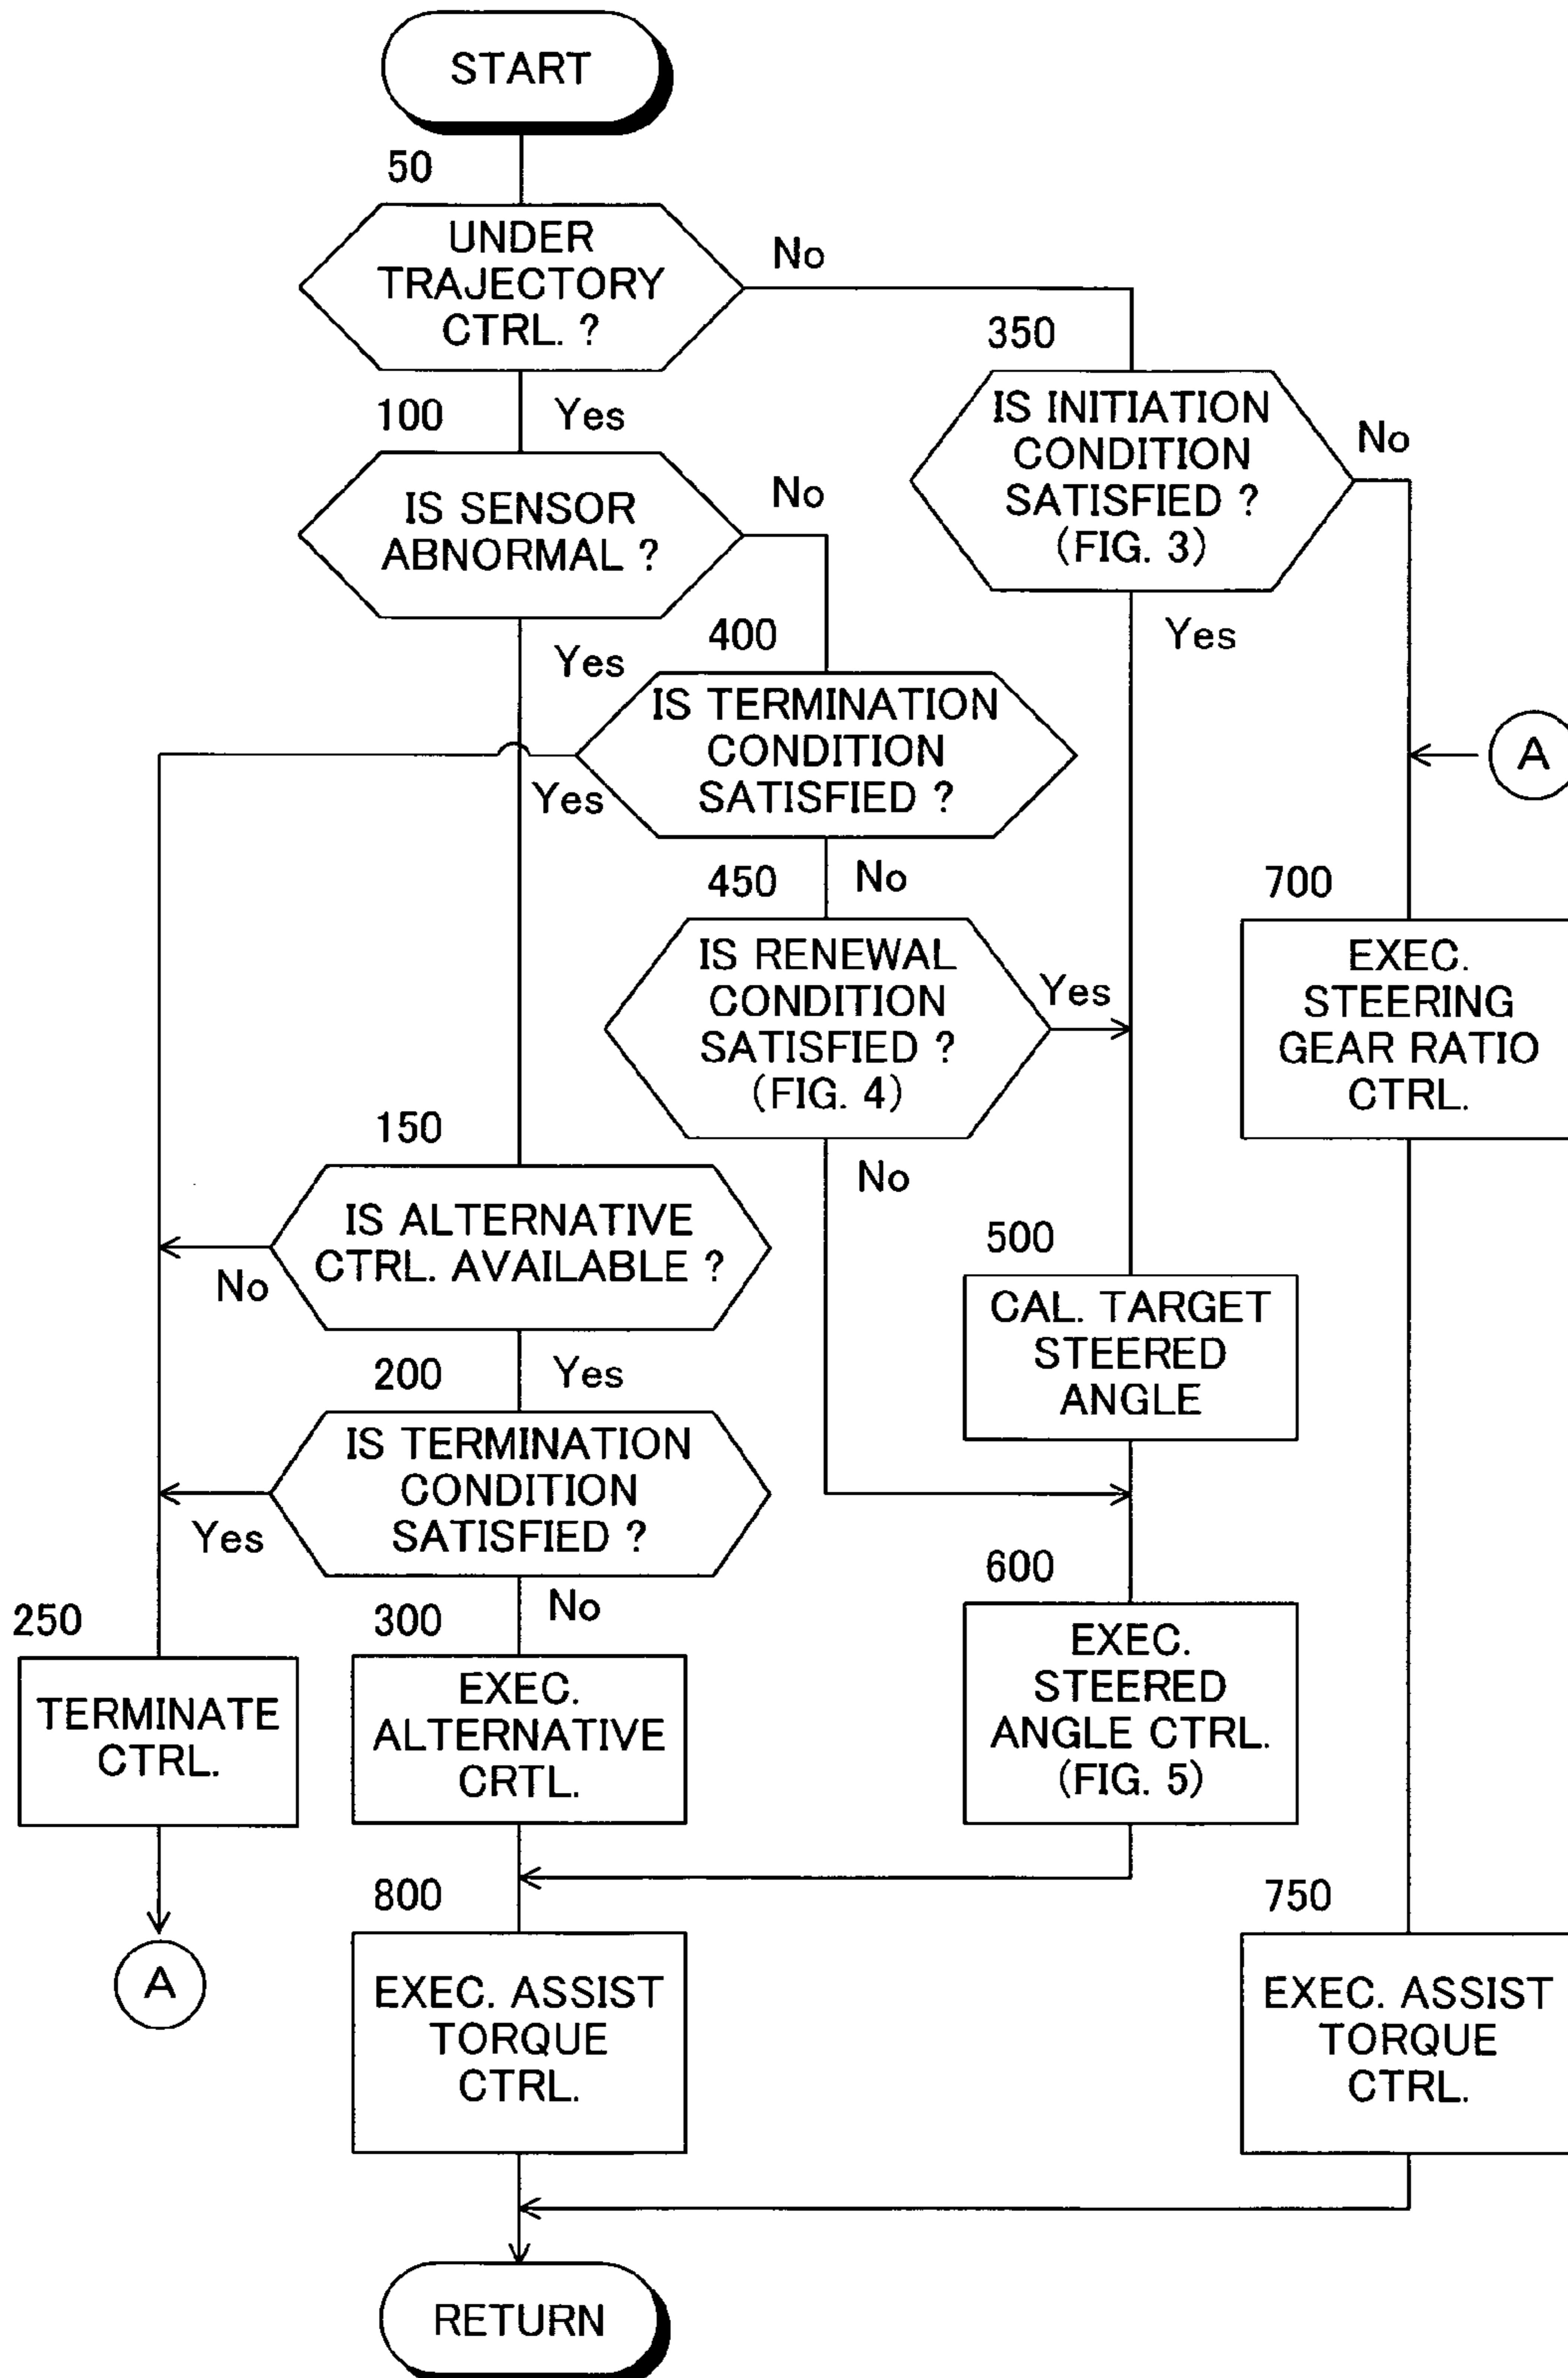 START
50
UNDER
TRAJECTORY
CTRL. ?
No
Yes
350
IS INITIATION
CONDITION
SATISFIED ?
(FIG. 3)
No
Yes
100
IS SENSOR
ABNORMAL ?
No
Yes
400
IS TERMINATION
CONDITION
SATISFIED ?
Yes
No
A
450
IS RENEWAL
CONDITION
SATISFIED ?
(FIG. 4)
Yes
No
700
EXEC.
STEERING
GEAR RATIO
CTRL.
150
IS ALTERNATIVE
CTRL. AVAILABLE ?
No
Yes
500
CAL. TARGET
STEERED
ANGLE
200
IS TERMINATION
CONDITION
SATISFIED ?
Yes
No
600
EXEC.
STEERED
ANGLE CTRL.
(FIG. 5)
250
TERMINATE
CTRL.
300
EXEC.
ALTERNATIVE
CRTL.
A
800
EXEC. ASSIST
TORQUE
CTRL.
750
EXEC. ASSIST
TORQUE
CTRL.
RETURN